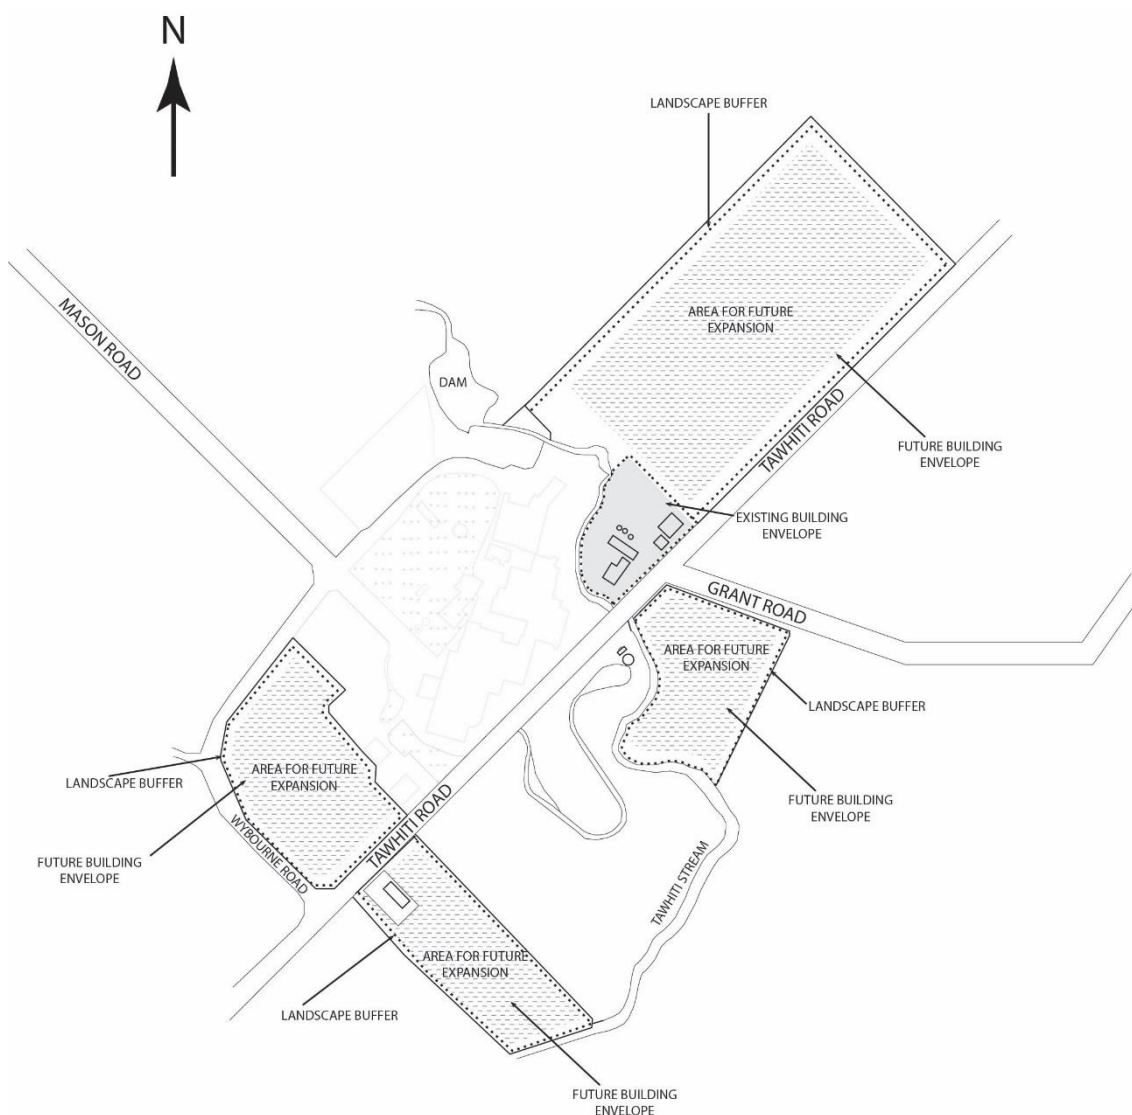 N
LANDSCAPE BUFFER
MASON ROAD
AREA FOR FUTURE
EXPANSION
DAM
TAWHITI ROAD
FUTURE BUILDING
ENVELOPE
EXISTING BUILDING
ENVELOPE
GRANT ROAD
AREA FOR FUTURE
EXPANSION
LANDSCAPE BUFFER
FUTURE BUILDING
ENVELOPE
AREA FOR FUTURE
EXPANSION
LANDSCAPE BUFFER
FUTURE BUILDING
ENVELOPE
WYBOURNE ROAD
TAWHITI ROAD
TAWHITI STREAM
AREA FOR FUTURE
EXPANSION
LANDSCAPE BUFFER
FUTURE BUILDING
ENVELOPE